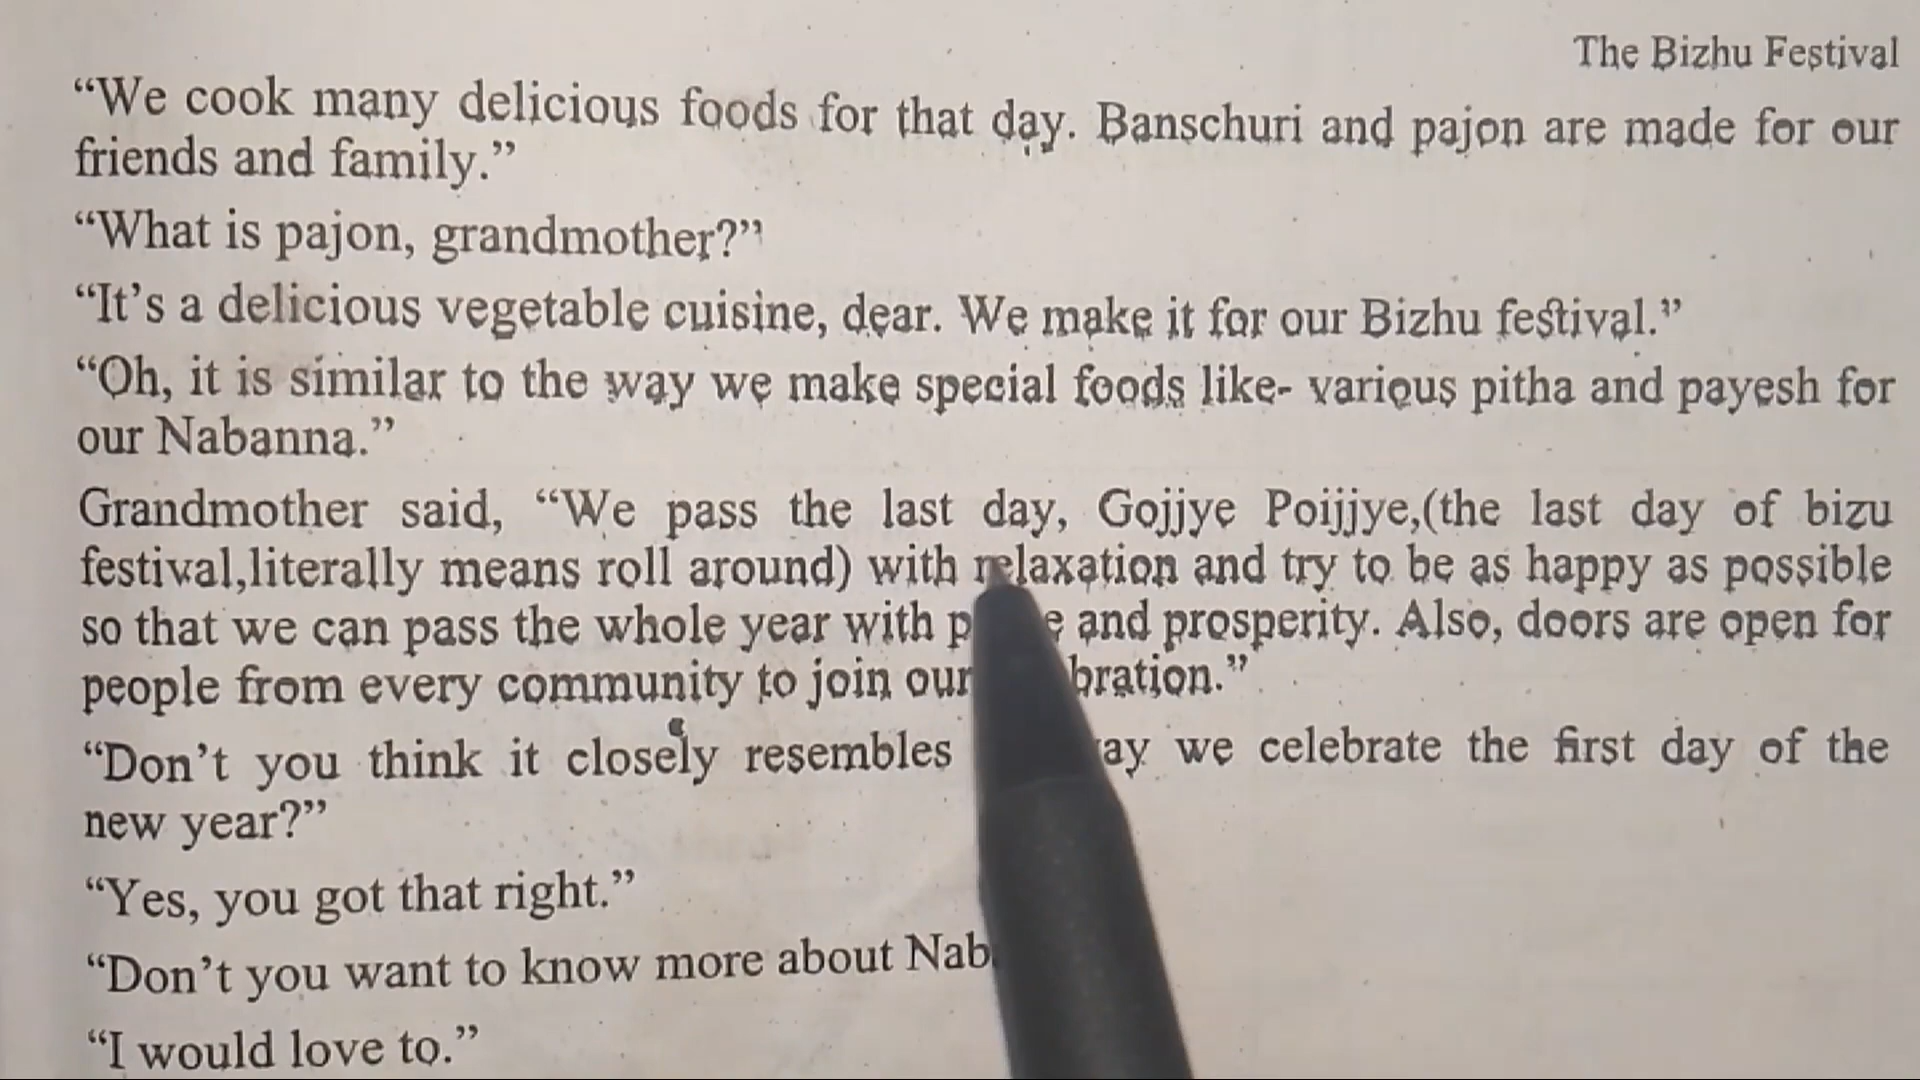 The Bizhu Festival
“We cook many delicious foods for that day. Banschuri and pajon are made for our
friends and family.”
“What is pajon, grandmother?”
“It’s a delicious vegetable cuisine, dear. We make it for our Bizhu festival.”
“Oh, it is similar to the way we make special foods like- various pitha and payesh for
our Nabanna.”
Grandmother said, “We pass the last day, Gojjye Poijjye,(the last day of bizu
festival,literally means roll around) with relaxation and try to be as happy as possible
so that we can pass the whole year with and prosperity. Also, doors are open for
people from every community to join our
“Don’t you think it closely resembles we celebrate the first day of the
new year?”
“Yes, you got that right.”
“Don’t you want to know more about
“I would love to.”